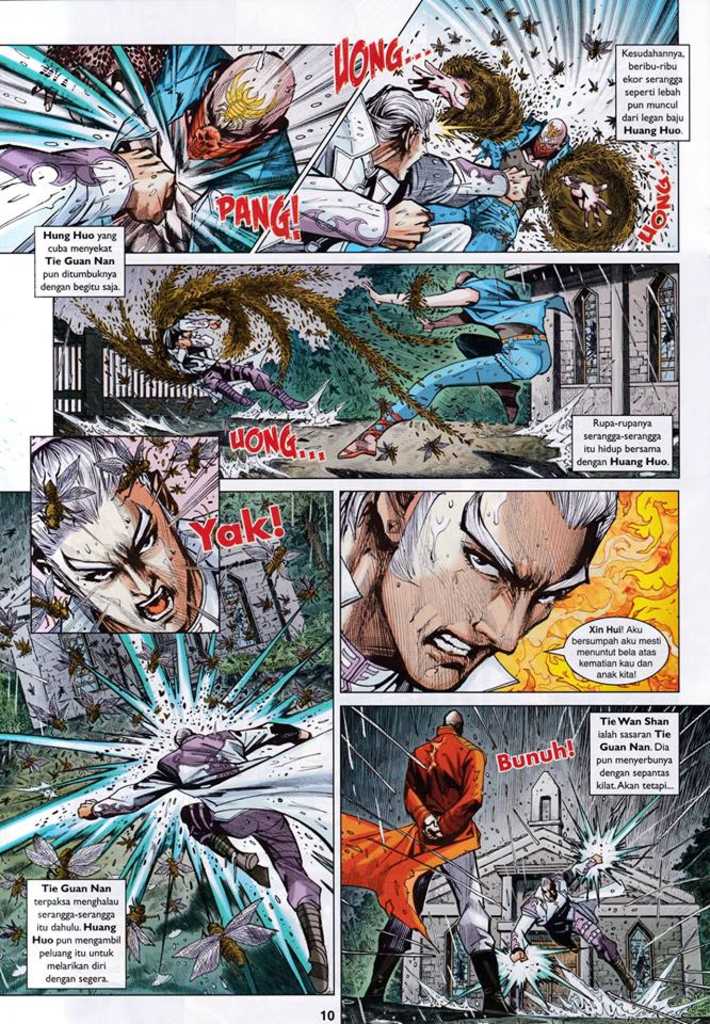 UONG...
Kesudahannya,
beribu-ribu
ekor serangga
seperti lebah
pun muncul
dari legan baju
Huang Huo.
PANG!
UONG...
Hung Huo yang
cuba menyekat
Tie Guan Nan
pun ditumbuknya
dengan begitu saja.
UONG...
Rupa-rupanya
serangga-serangga
itu hidup bersama
dengan Huang Huo.
Yak!
Xin Hui! Aku
bersumpah aku mesti
menuntut bela atas
kematian kau dan
anak kita!
Tie Guan Nan
terpaksa menghalau
serangga-serangga
itu dahulu. Huang
Huo pun mengambil
peluang itu untuk
melarikan diri
dengan segera.
Bunuh!
Tie Wan Shan
ialah sasaran Tie
Guan Nan. Dia
pun menyerbunya
dengan sepantas
kilat. Akan tetapi...
10